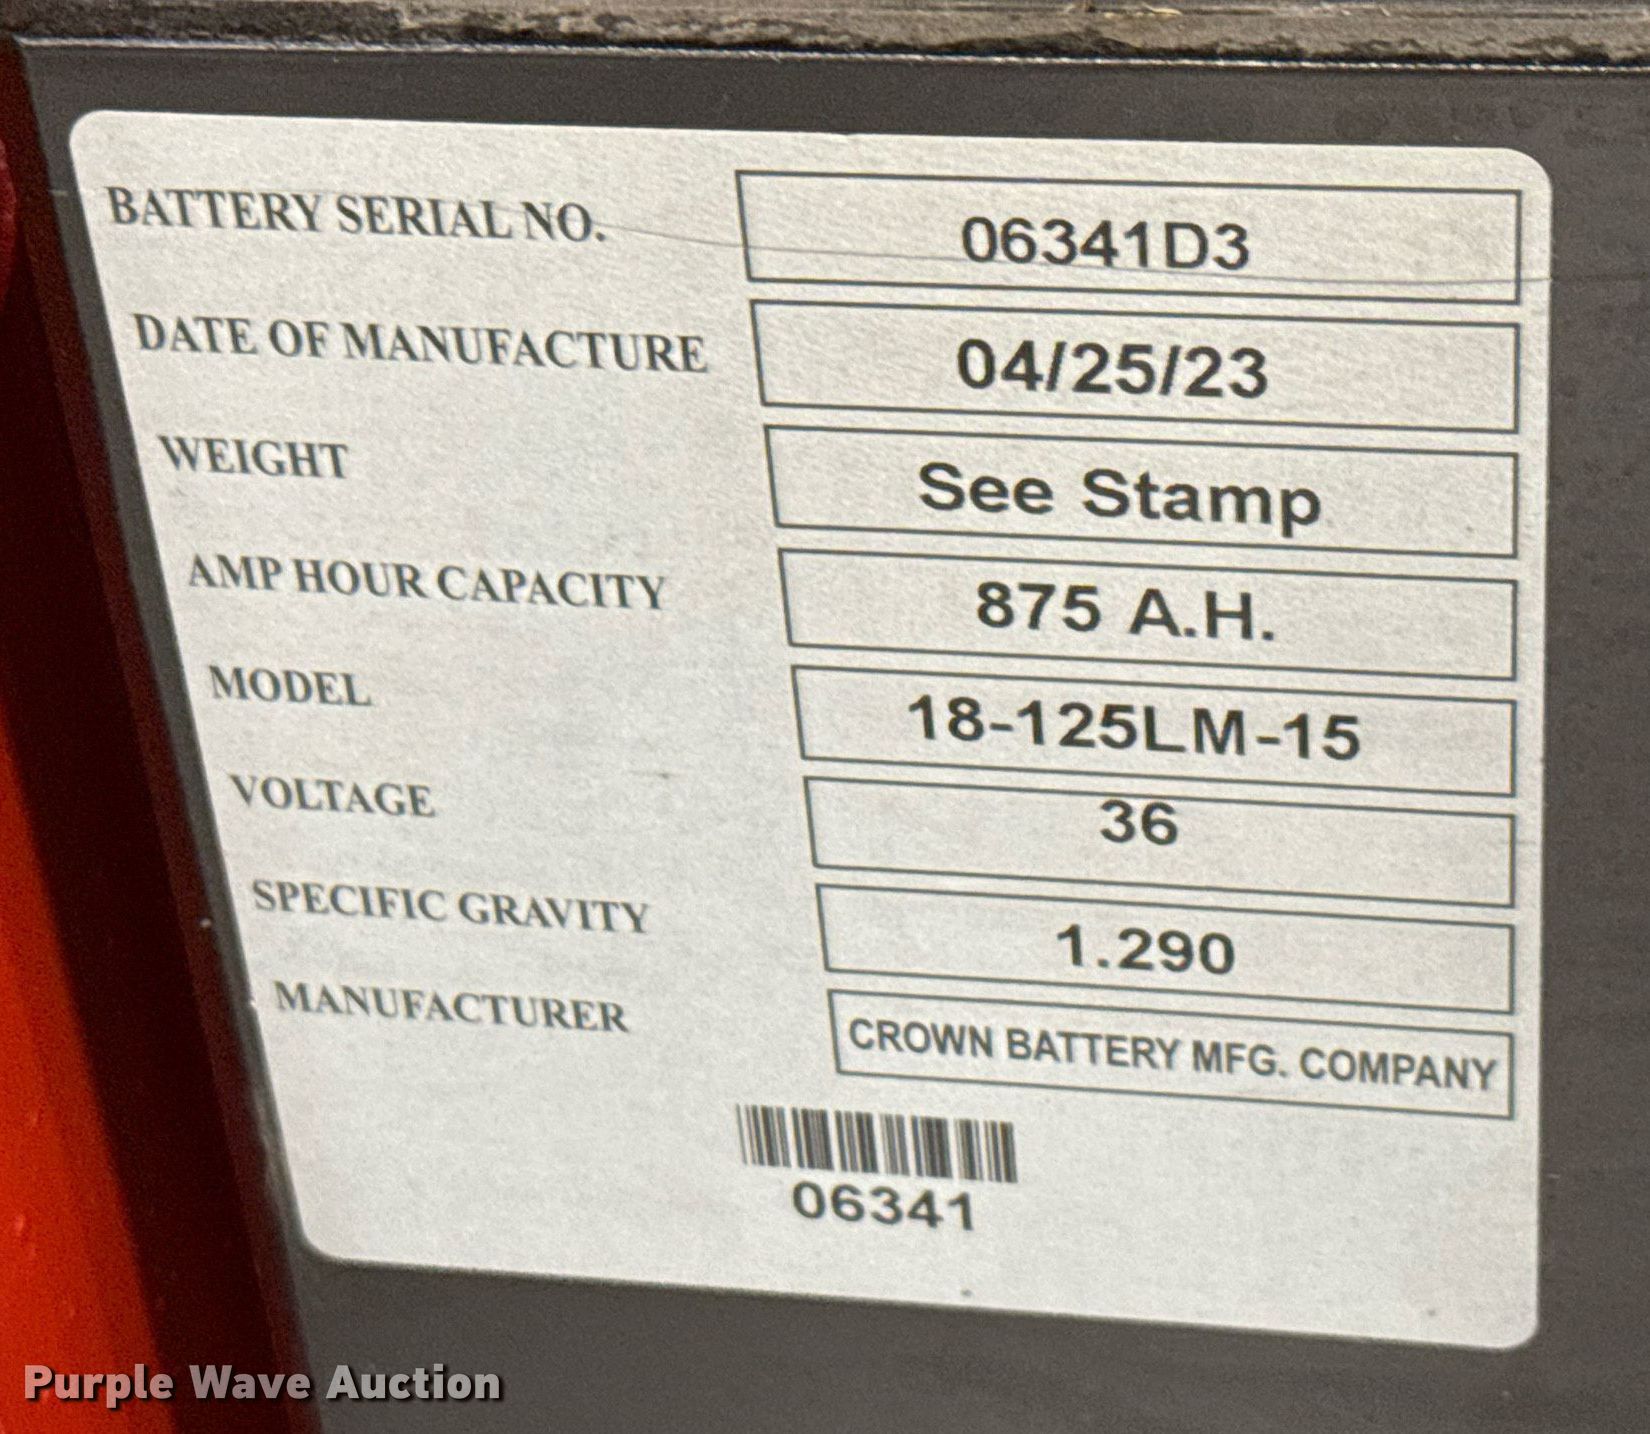 BATTERY SERIAL NO. 06341D3
DATE OF MANUFACTURE 04/25/23
WEIGHT See Stamp
AMP HOUR CAPACITY 875 A.H.
MODEL 18-125LM-15
VOLTAGE 36
SPECIFIC GRAVITY 1.290
MANUFACTURER CROWN BATTERY MFG. COMPANY
06341
Purple Wave Auction